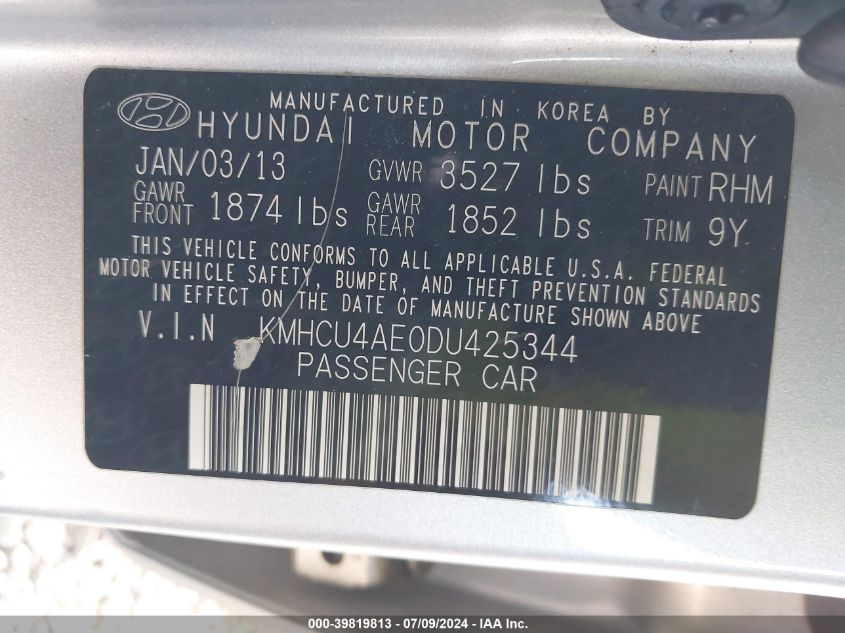 MANUFACTURED IN KOREA BY
HYUNDAI MOTOR COMPANY
JAN/03/13 GVWR 3527 lbs PAINT RHM
GAWR FRONT 1874 lbs GAWR REAR 1852 lbs TRIM 9Y
THIS VEHICLE CONFORMS TO ALL APPLICABLE U.S.A. FEDERAL
MOTOR VEHICLE SAFETY, BUMPER, AND THEFT PREVENTION STANDARDS
IN EFFECT ON THE DATE OF MANUFACTURE SHOWN ABOVE
V.I.N KMHCU4AE0DU425344
PASSENGER CAR
000-39819813 - 07/09/2024 - IAA Inc.